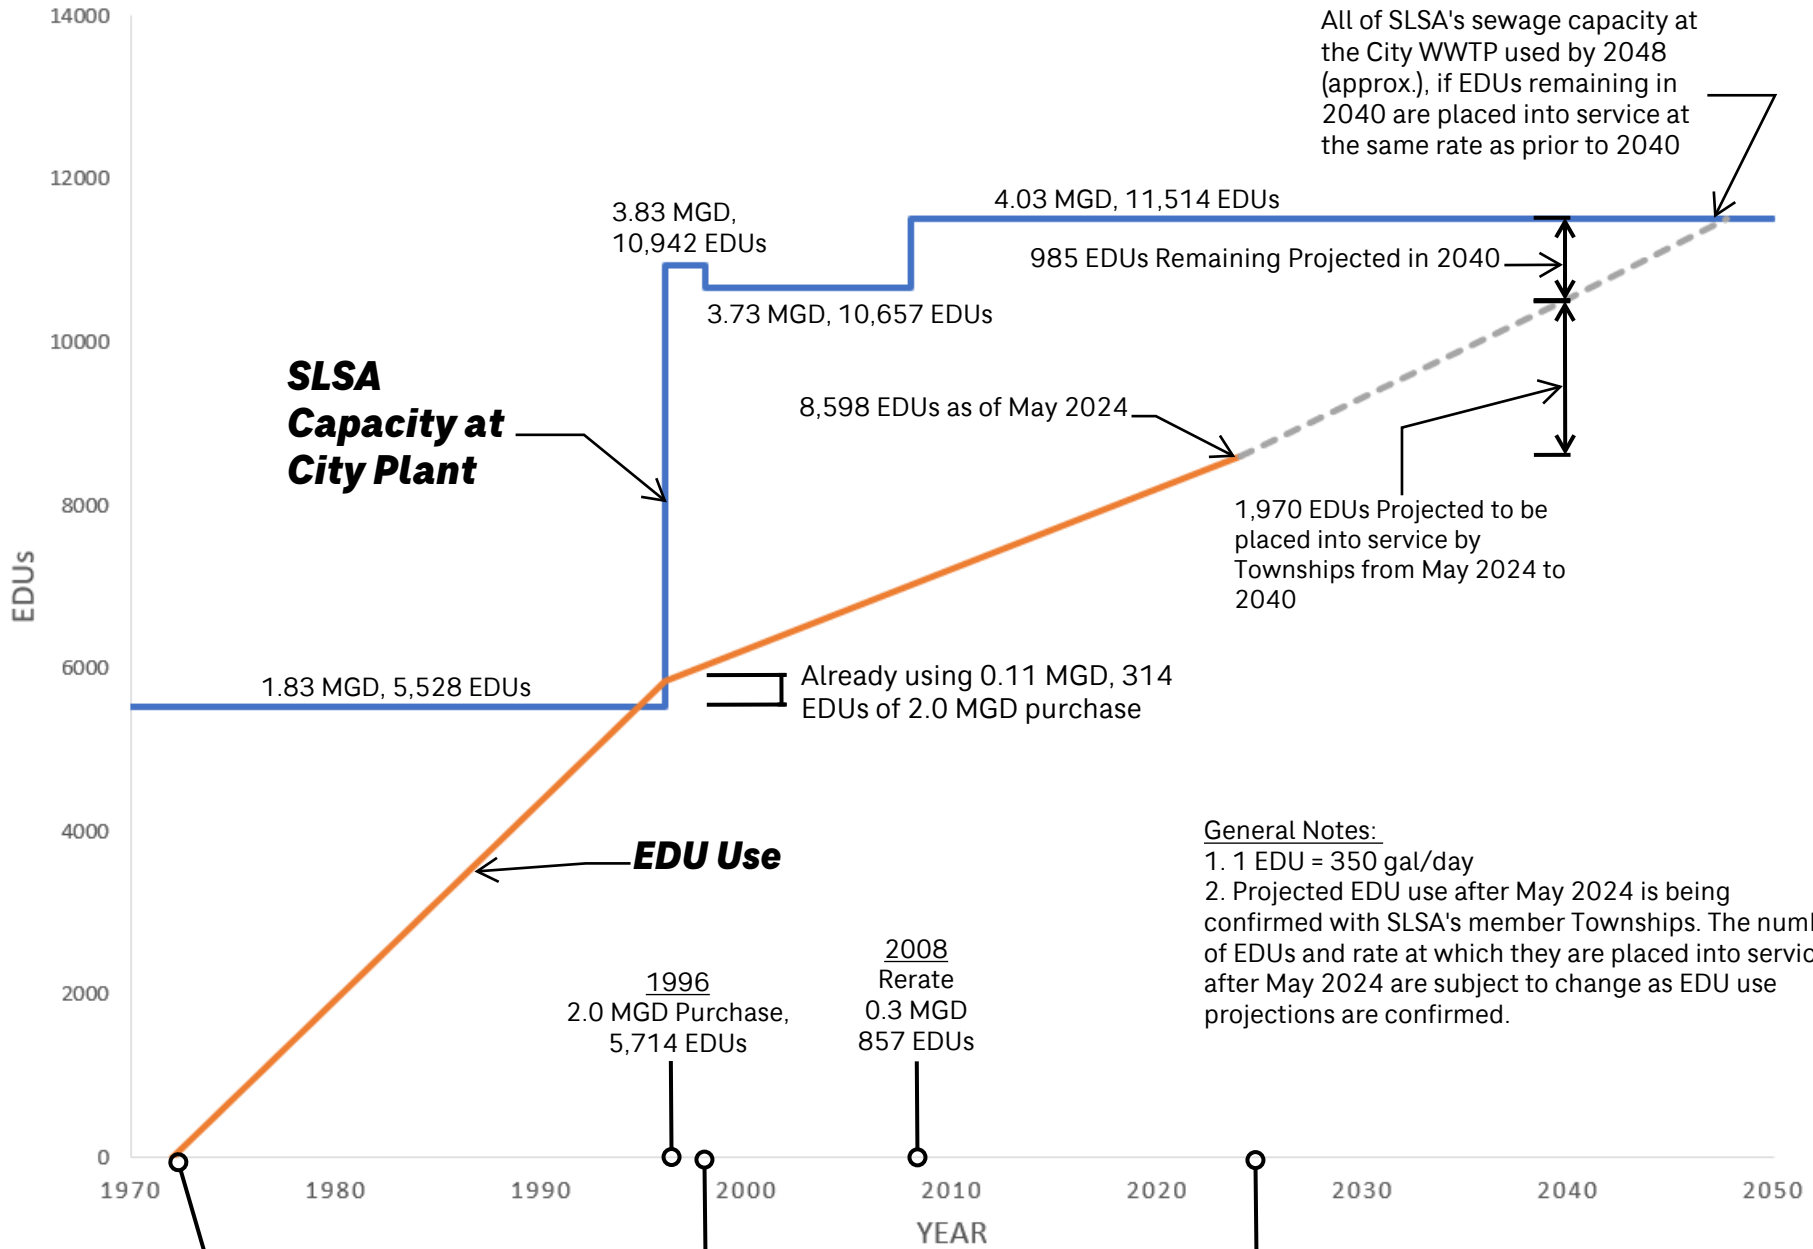 14000
12000
10000
8000
6000
4000
2000
0
EDUs
1970
1980
1990
2000
2010
2020
2030
2040
2050
YEAR
All of SLSA's sewage capacity at
the City WWTP used by 2048
(approx.), if EDUs remaining in
2040 are placed into service at
the same rate as prior to 2040
3.83 MGD,
10,942 EDUs
4.03 MGD, 11,514 EDUs
985 EDUs Remaining Projected in 2040
3.73 MGD, 10,657 EDUs
SLSA
Capacity at
City Plant
8,598 EDUs as of May 2024
1,970 EDUs Projected to be
placed into service by
Townships from May 2024 to
2040
1.83 MGD, 5,528 EDUs
Already using 0.11 MGD, 314
EDUs of 2.0 MGD purchase
EDU Use
General Notes:
1. 1 EDU = 350 gal/day
2. Projected EDU use after May 2024 is being
confirmed with SLSA's member Townships. The numb
of EDUs and rate at which they are placed into servic
after May 2024 are subject to change as EDU use
projections are confirmed.
1996
2.0 MGD Purchase,
5,714 EDUs
2008
Rerate
0.3 MGD
857 EDUs